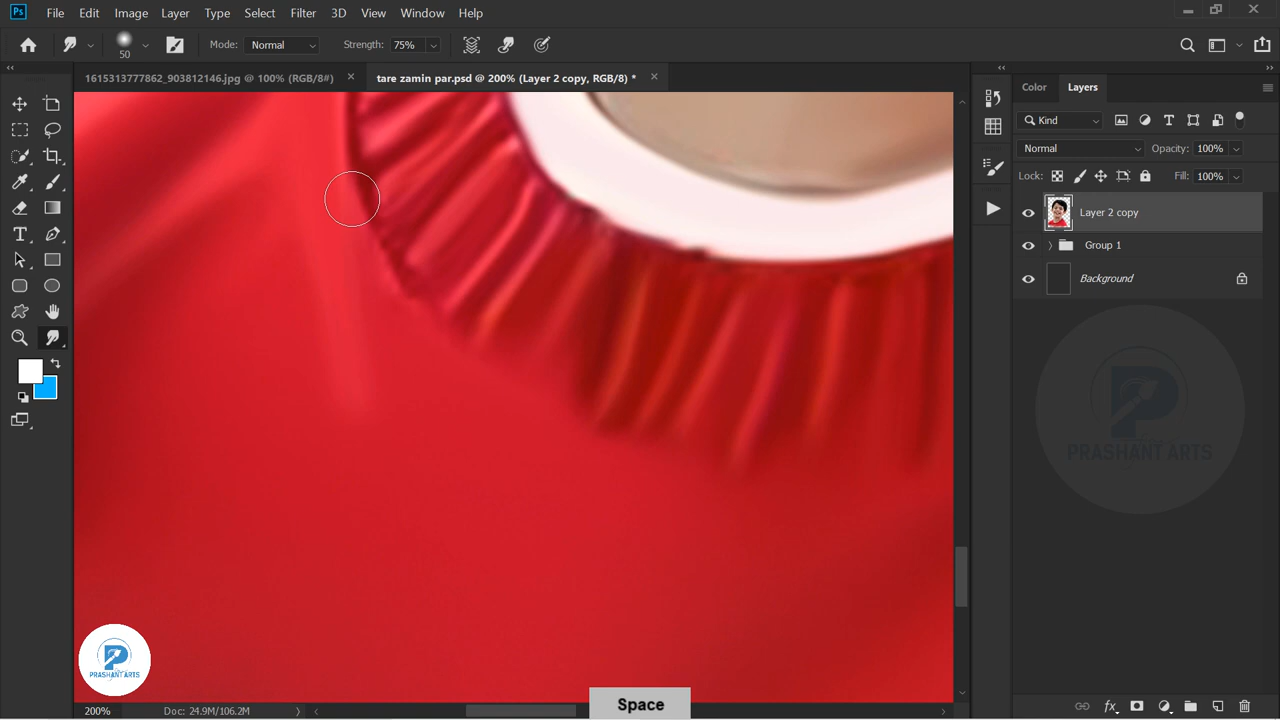 Ps File Edit Image Layer Type Select Filter 3D View Window Help
50 Mode: Normal Strength: 75%
1615313777862_903812146.jpg @ 100% (RGB/8#) tare zamin par.psd @ 200% (Layer 2 copy, RGB/8) *
Color Layers
Kind
Normal Opacity: 100%
Lock: Fill: 100%
Layer 2 copy
Group 1
Background
PRASHANT ARTS
PRASHANT ARTS
Space
200% Doc: 24.9M/106.2M
fx